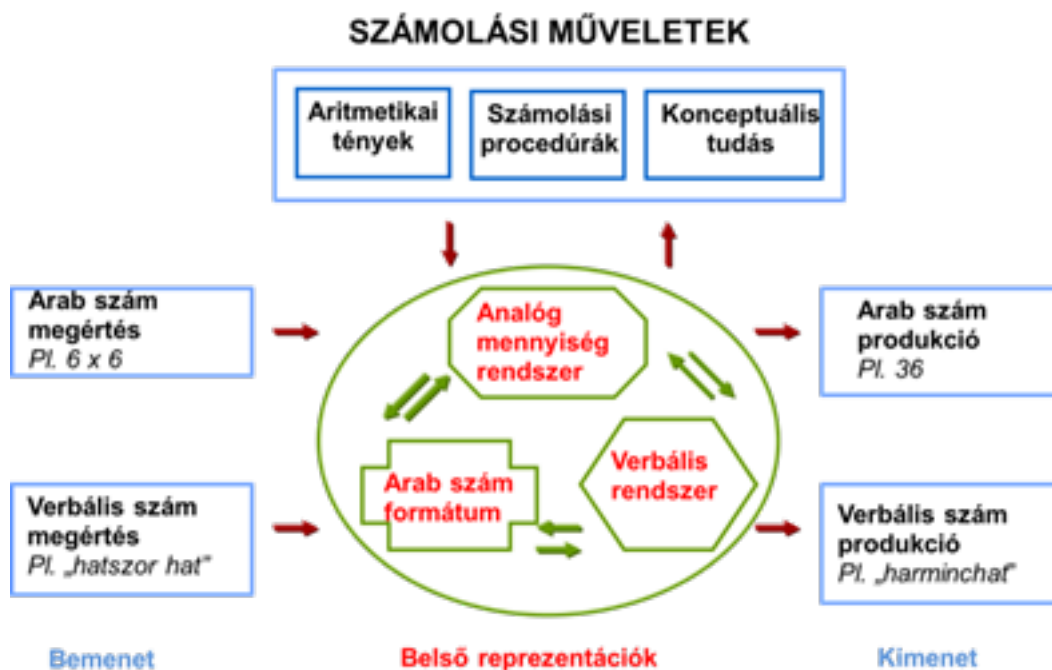 SZÁMOLÁSI MŰVELETEK
Aritmetikai
tények
Számolási
procedúrák
Konceptuális
tudás
Arab szám
megértés
Pl. 6 x 6
Analóg
mennyiség
rendszer
Arab szám
produkció
Pl. 36
Verbális szám
megértés
Pl. „hatszor hat"
Arab szám
formátum
Verbális
rendszer
Verbális szám
produkció
Pl. „harminchat"
Bemenet
Belső reprezentációk
Kimenet